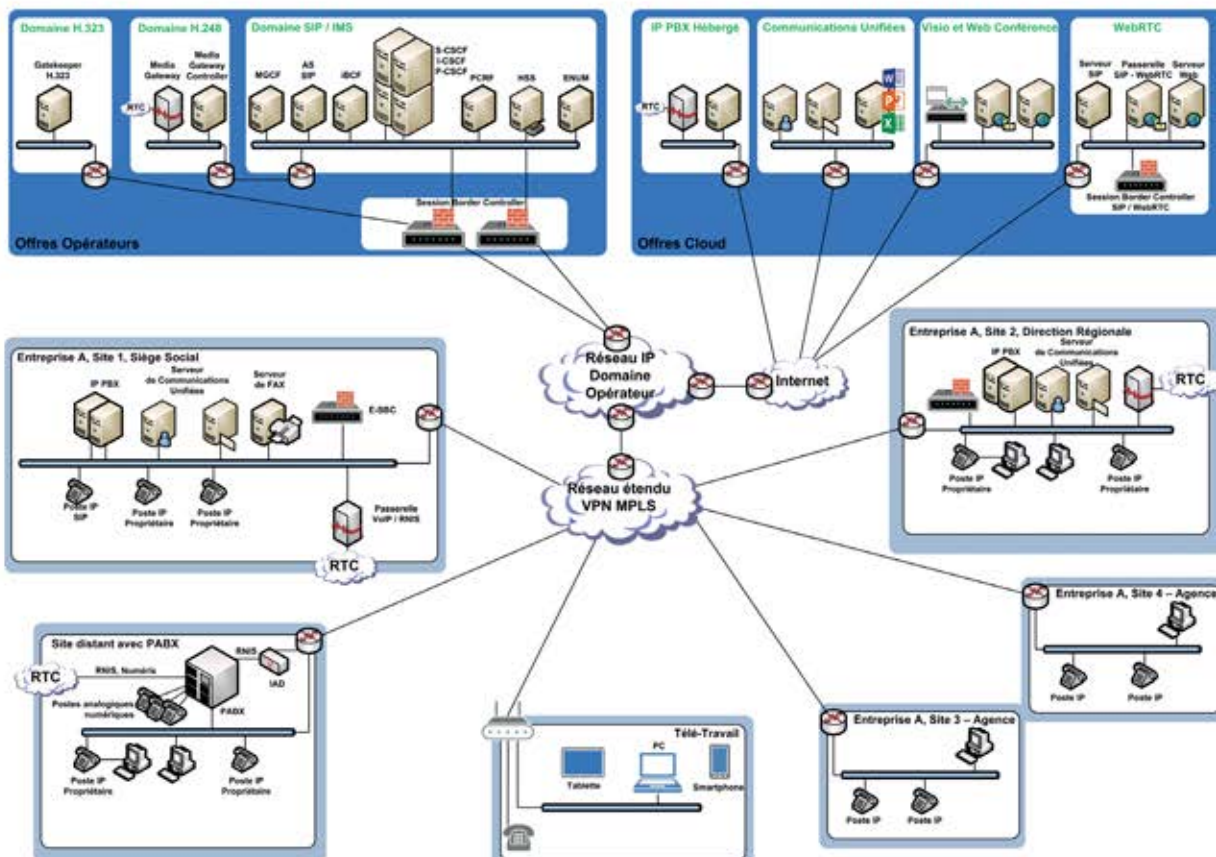 Domaine H.323
Gatekeeper
H.323
Domaine H.248
Media
Gateway
Media
Gateway
Controller
RTC
Domaine SIP / IMS
MGCF
AS
SIP
iBCF
S-CSCF
I-CSCF
P-CSCF
PCRF
HSS
ENUM
Session Border Controller
Offres Opérateurs
IP PBX Hébergé
RTC
Communications Unifiées
Visio et Web Conférence
WebRTC
Serveur
SIP
Passerelle
SIP - WebRTC
Serveur
Web
Session Border Controller
SIP / WebRTC
Offres Cloud
Réseau IP
Domaine
Opérateur
Internet
Réseau étendu
VPN MPLS
Entreprise A, Site 1, Siège Social
IP PBX
Serveur
de Communications
Unifiées
Serveur
de FAX
E-SBC
Poste IP
SIP
Poste IP
Propriétaire
Poste IP
Propriétaire
Passerelle
VoIP / RNIS
RTC
Entreprise A, Site 2, Direction Régionale
IP PBX
Serveur
de Communications
Unifiées
RTC
Poste IP
Propriétaire
Poste IP
Propriétaire
Site distant avec PABX
RTC
RNIS, Numéris
RNIS
IAD
Postes analogiques
numériques
PABX
Poste IP
Propriétaire
Poste IP
Propriétaire
Télé-Travail
Tablette
PC
Smartphone
Entreprise A, Site 3 – Agence
Poste IP
Poste IP
Entreprise A, Site 4 – Agence
Poste IP
Poste IP